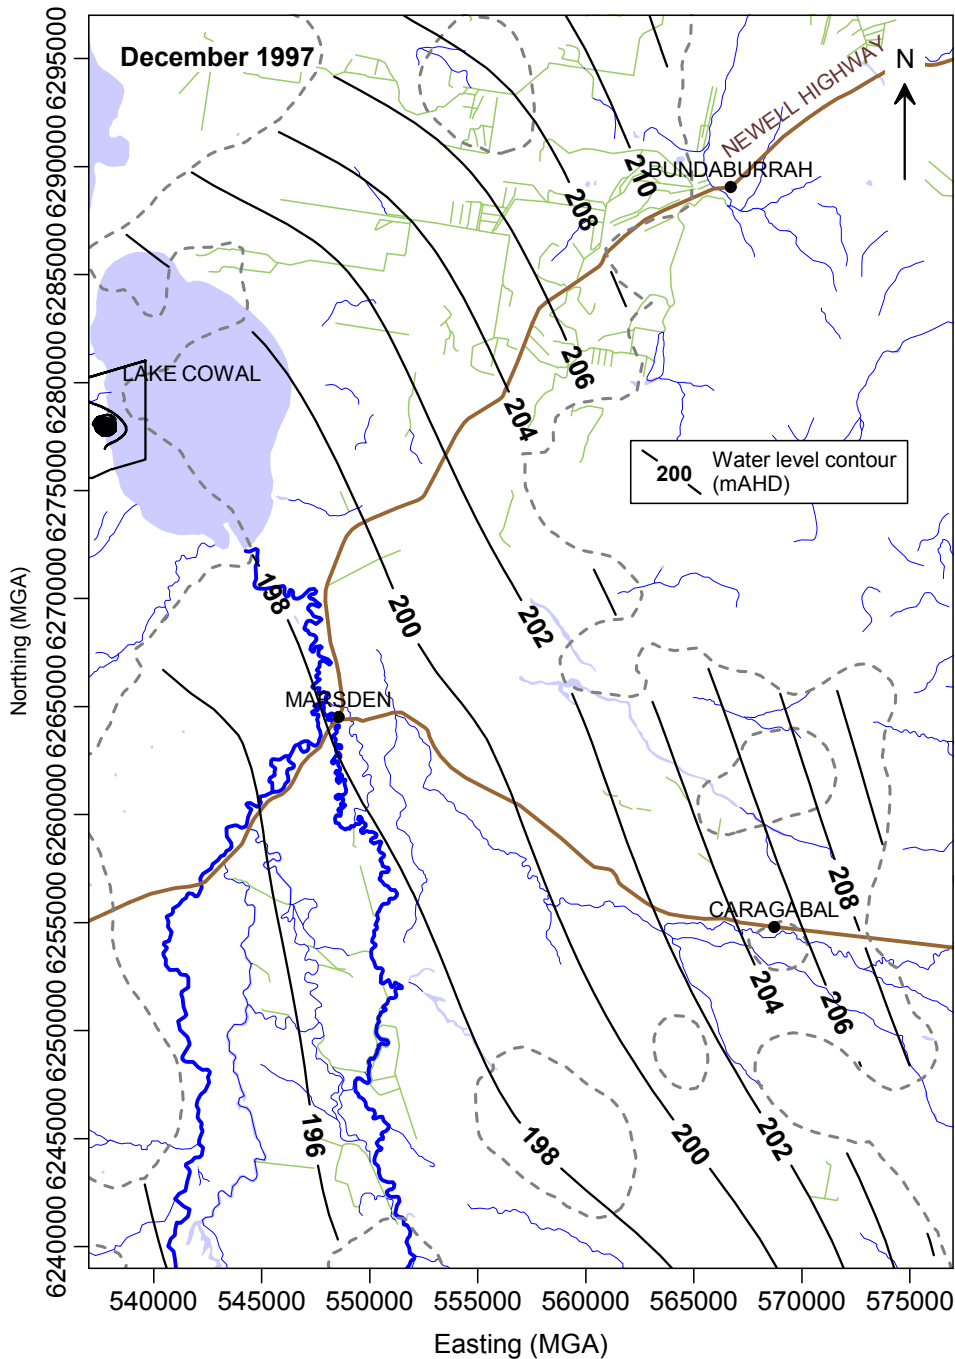 December 1997
N
NEWELL HIGHWAY
210
BUNDABURRAH
208
206
LAKE COWAL
204
200 Water level contour
(mAHD)
198
200
202
MARSDEN
208
CARAGABAL
204
206
196
198
200
202
6295000
6290000
6285000
6280000
6275000
6270000
6265000
6260000
6255000
6250000
6245000
6240000
Northing (MGA)
540000 545000 550000 555000 560000 565000 570000 575000
Easting (MGA)